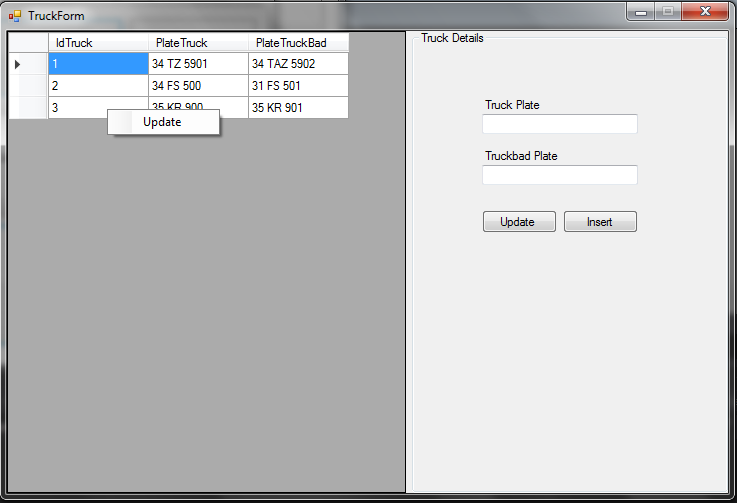 TruckForm
IdTruck PlateTruck PlateTruckBad
1 34 TZ 5901 34 TAZ 5902
2 34 FS 500 31 FS 501
3 35 KR 900 35 KR 901
Update
Truck Details
Truck Plate
Truckbad Plate
Update Insert